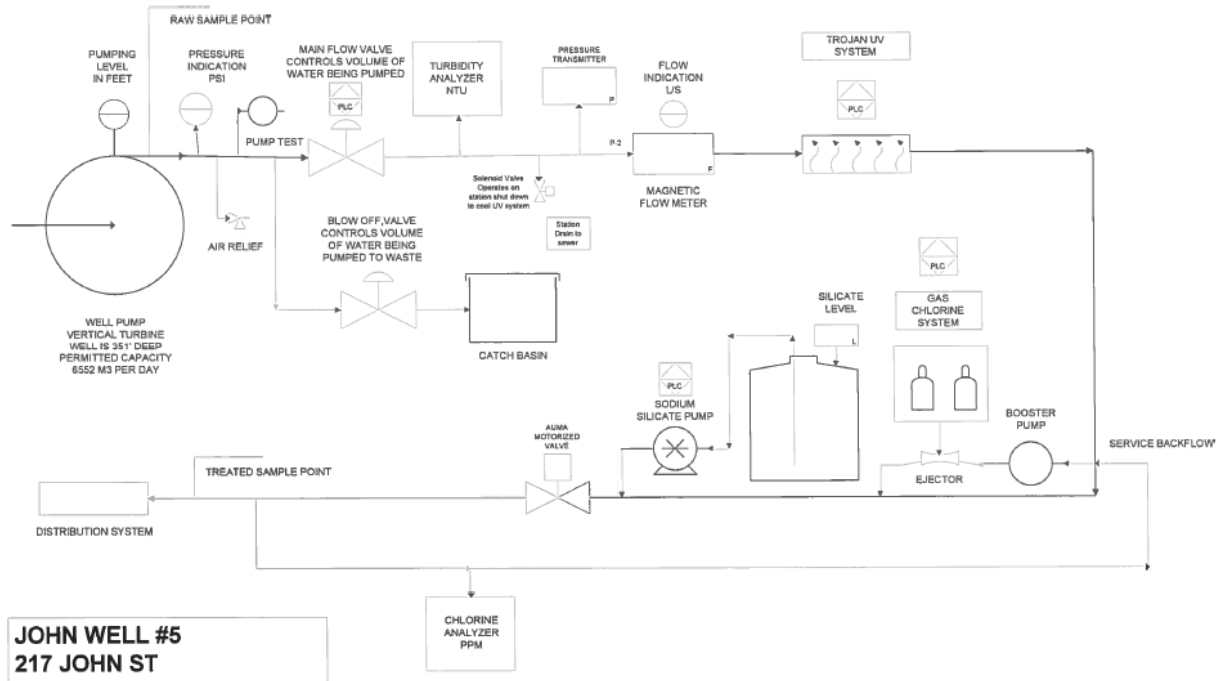 RAW SAMPLE POINT
PUMPING
LEVEL
IN FEET
PRESSURE
INDICATION
PSI
MAIN FLOW VALVE
CONTROLS VOLUME OF
WATER BEING PUMPED
PLC
PUMP TEST
TURBIDITY
ANALYZER
NTU
PRESSURE
TRANSMITTER
P
FLOW
INDICATION
L/S
P-2
F
MAGNETIC
FLOW METER
TROJAN UV
SYSTEM
PLC
Solenoid Valve
Operates on
station shut down
to cool UV system
Station
Drain to
sewer
AIR RELIEF
BLOW OFF,VALVE
CONTROLS VOLUME
OF WATER BEING
PUMPED TO WASTE
CATCH BASIN
WELL PUMP
VERTICAL TURBINE
WELL IS 351' DEEP
PERMITTED CAPACITY
6552 M3 PER DAY
PLC
GAS
CHLORINE
SYSTEM
SILICATE
LEVEL
L
PLC
SODIUM
SILICATE PUMP
BOOSTER
PUMP
EJECTOR
SERVICE BACKFLOW'
AUMA
MOTORIZED
VALVE
TREATED SAMPLE POINT
DISTRIBUTION SYSTEM
CHLORINE
ANALYZER
PPM
JOHN WELL #5
217 JOHN ST